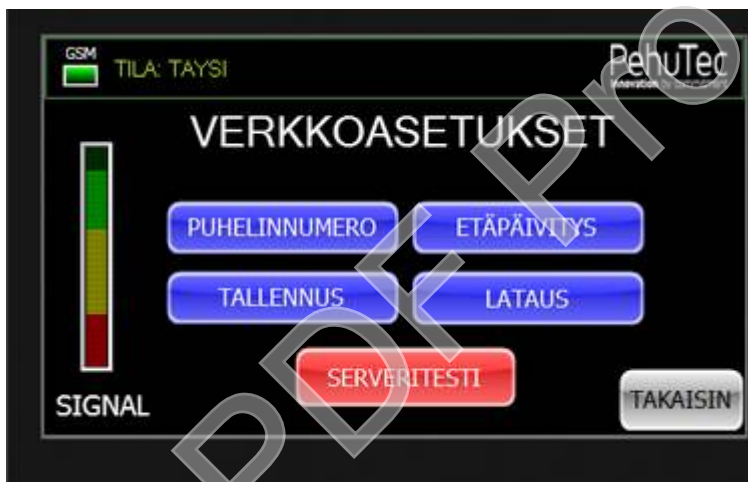 GSM
TILA: TAYSI
PehuTec
VERKKOASETUKSET
PUHELINNUMERO
ETÄPÄIVITYS
TALLENNUS
LATAUS
SERVERITESTI
SIGNAL
TAKAISIN
PDF Pro